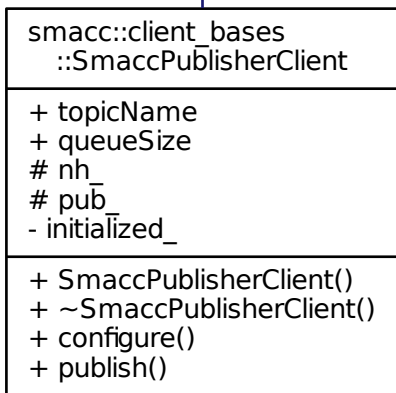 smacc::client_bases
::SmaccPublisherClient
+ topicName
+ queueSize
# nh_
# pub_
- initialized_
+ SmaccPublisherClient()
+ ~SmaccPublisherClient()
+ configure()
+ publish()